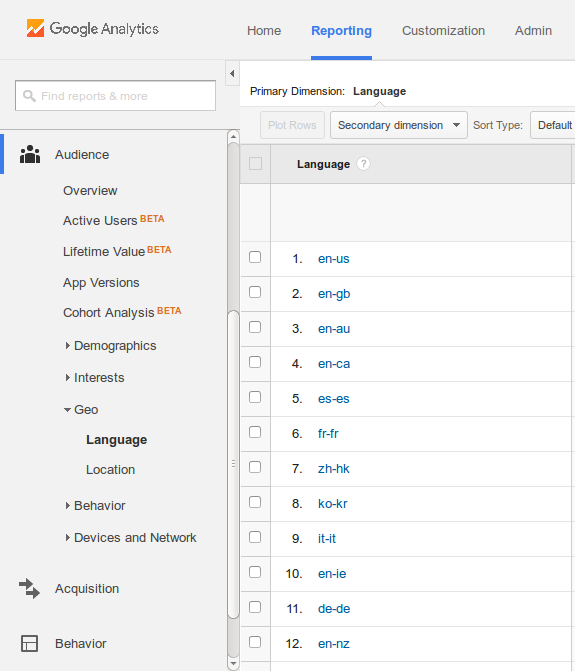 Google Analytics
Home Reporting Customization Admin
Find reports & more
Audience
Overview
Active Users BETA
Lifetime Value BETA
App Versions
Cohort Analysis BETA
Demographics
Interests
Geo
Language
Location
Behavior
Devices and Network
Acquisition
Behavior
Primary Dimension: Language
Plot Rows Secondary dimension Sort Type: Default
Language ?
1. en-us
2. en-gb
3. en-au
4. en-ca
5. es-es
6. fr-fr
7. zh-hk
8. ko-kr
9. it-it
10. en-ie
11. de-de
12. en-nz